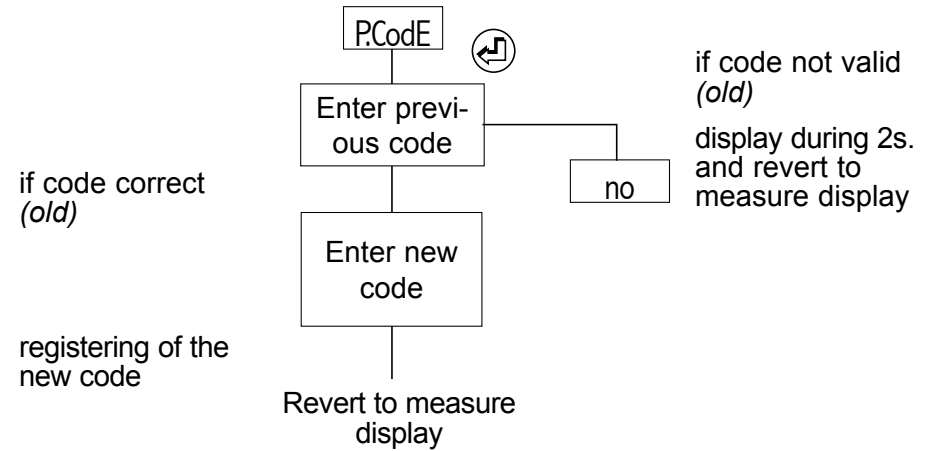 P.CodE
if code not valid
(old)
Enter previ-
ous code
display during 2s.
and revert to
measure display
no
if code correct
(old)
Enter new
code
registering of the
new code
Revert to measure
display